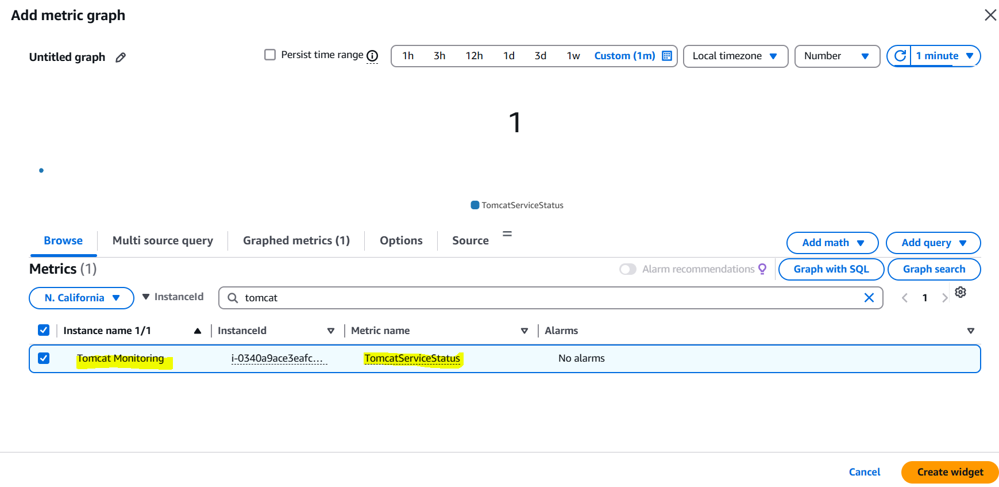 Add metric graph
Untitled graph
Persist time range
1h 3h 12h 1d 3d 1w Custom (1m)
Local timezone
Number
1 minute
1
TomcatServiceStatus
Browse
Multi source query
Graphed metrics (1)
Options
Source
Add math
Add query
Metrics (1)
Alarm recommendations
Graph with SQL
Graph search
N. California
InstanceId
tomcat
1
Instance name 1/1
InstanceId
Metric name
Alarms
Tomcat Monitoring
i-0340a9ace3eafc...
TomcatServiceStatus
No alarms
Cancel
Create widget